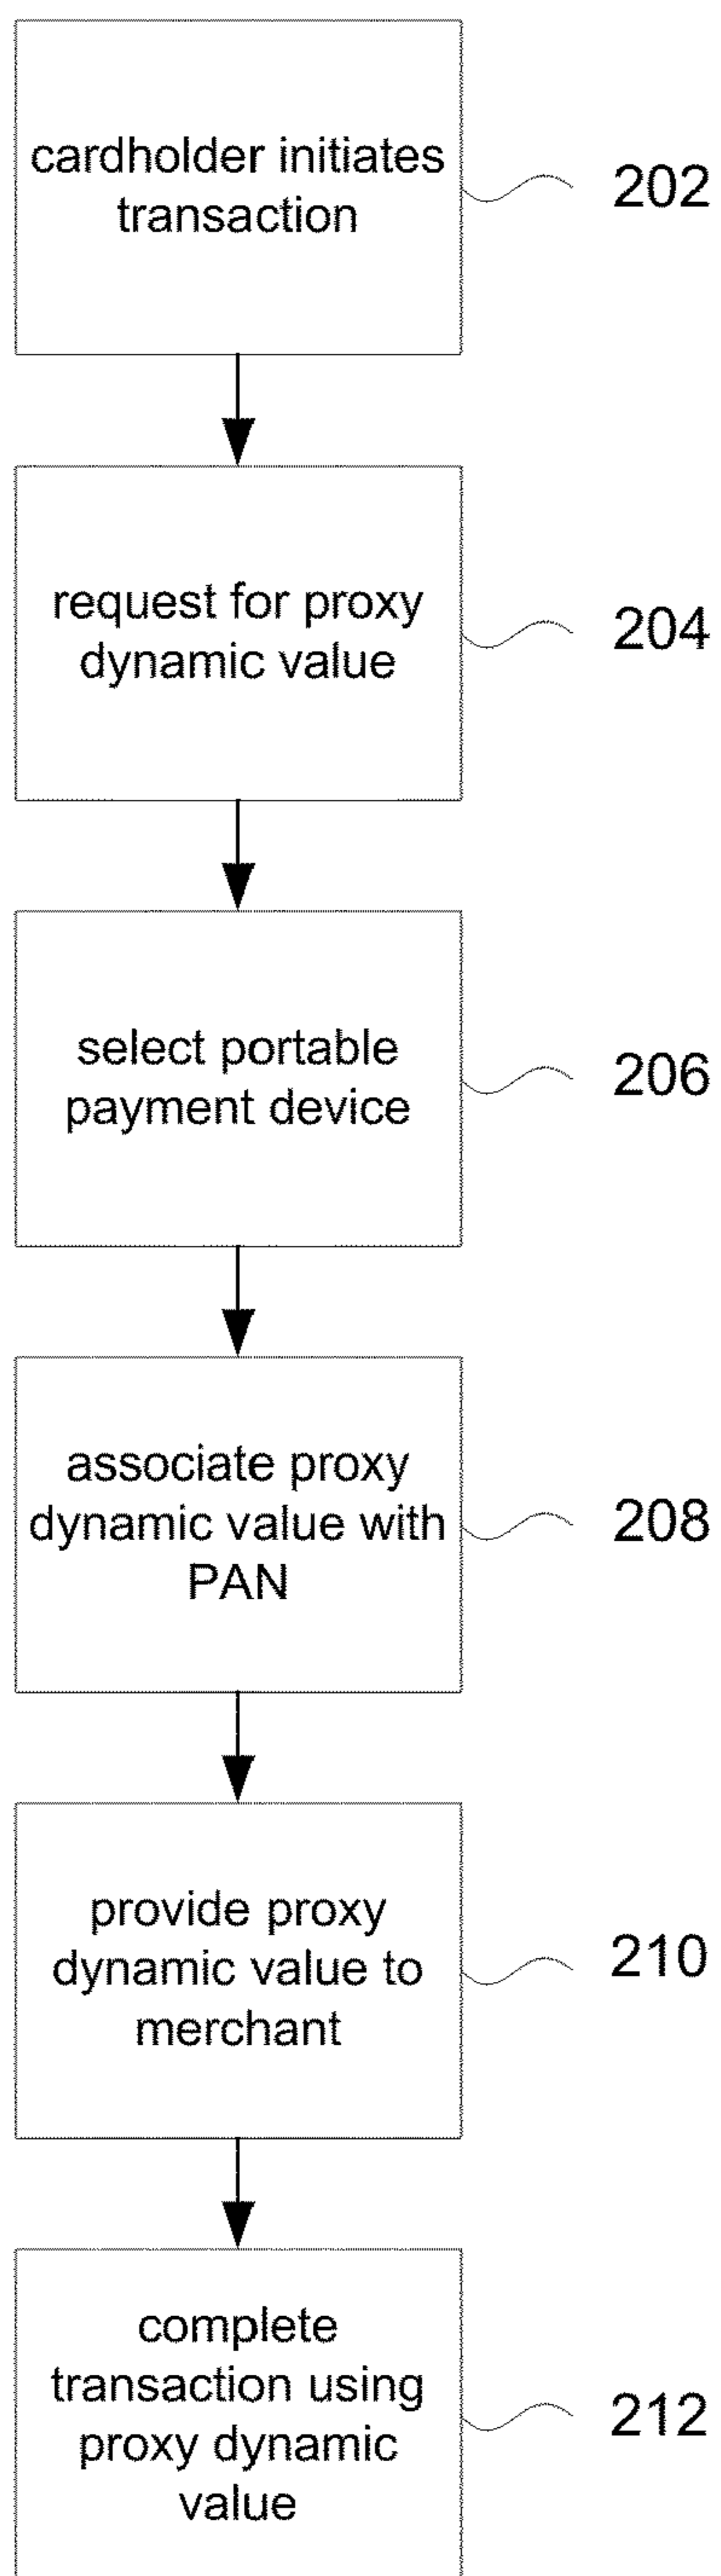 cardholder initiates
transaction
202
request for proxy
dynamic value
204
select portable
payment device
206
associate proxy
dynamic value with
PAN
208
provide proxy
dynamic value to
merchant
210
complete
transaction using
proxy dynamic
value
212